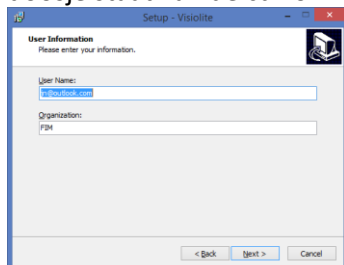 Setup - Visiolite
User Information
Please enter your information.
User Name:
@outlook.com
Organization:
FIM
< Back Next > Cancel